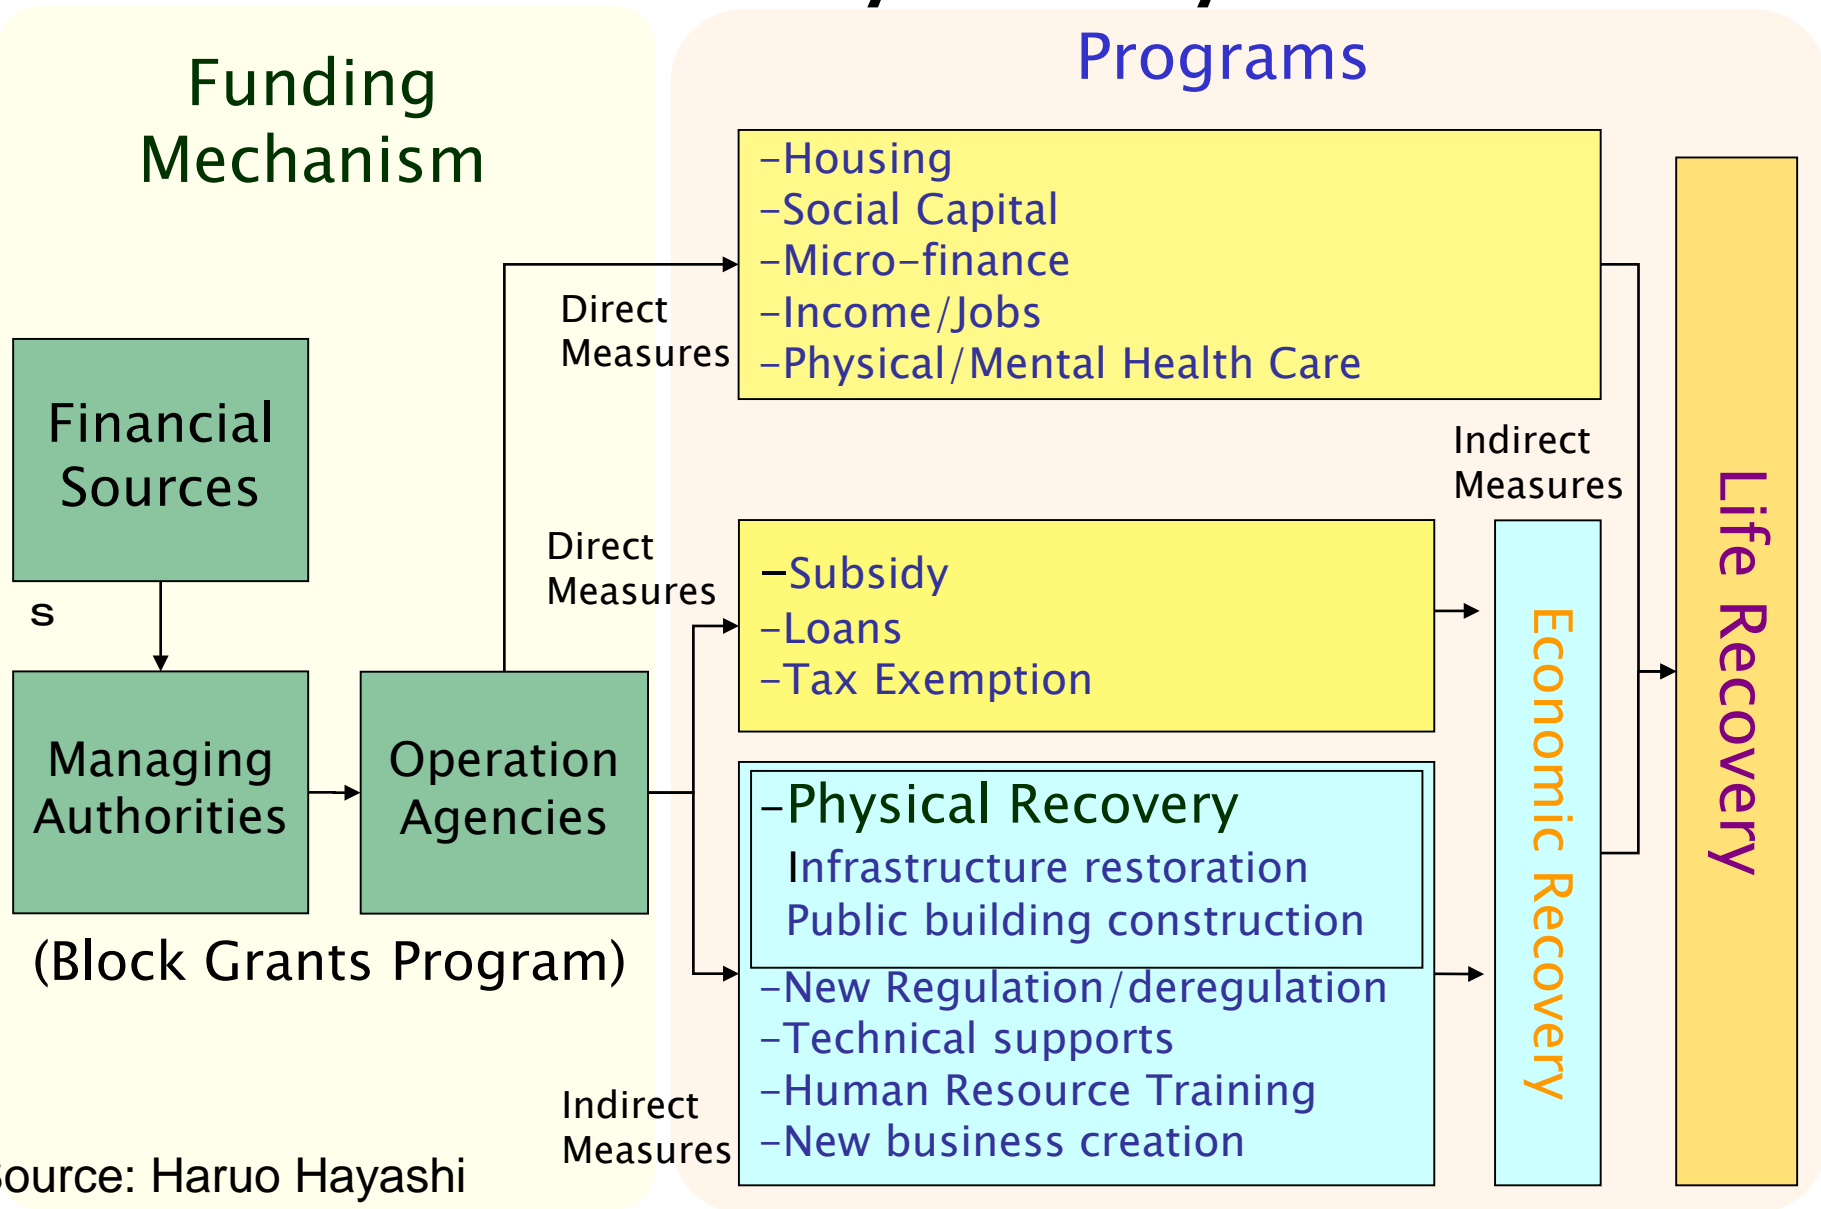 Funding
Mechanism
Programs
-Housing
-Social Capital
-Micro-finance
-Income/Jobs
-Physical/Mental Health Care
Direct
Measures
Financial
Sources
s
Managing
Authorities
Operation
Agencies
(Block Grants Program)
Direct
Measures
-Subsidy
-Loans
-Tax Exemption
Indirect
Measures
-Physical Recovery
Infrastructure restoration
Public building construction
-New Regulation/deregulation
-Technical supports
-Human Resource Training
-New business creation
Indirect
Measures
Economic Recovery
Life Recovery
Source: Haruo Hayashi